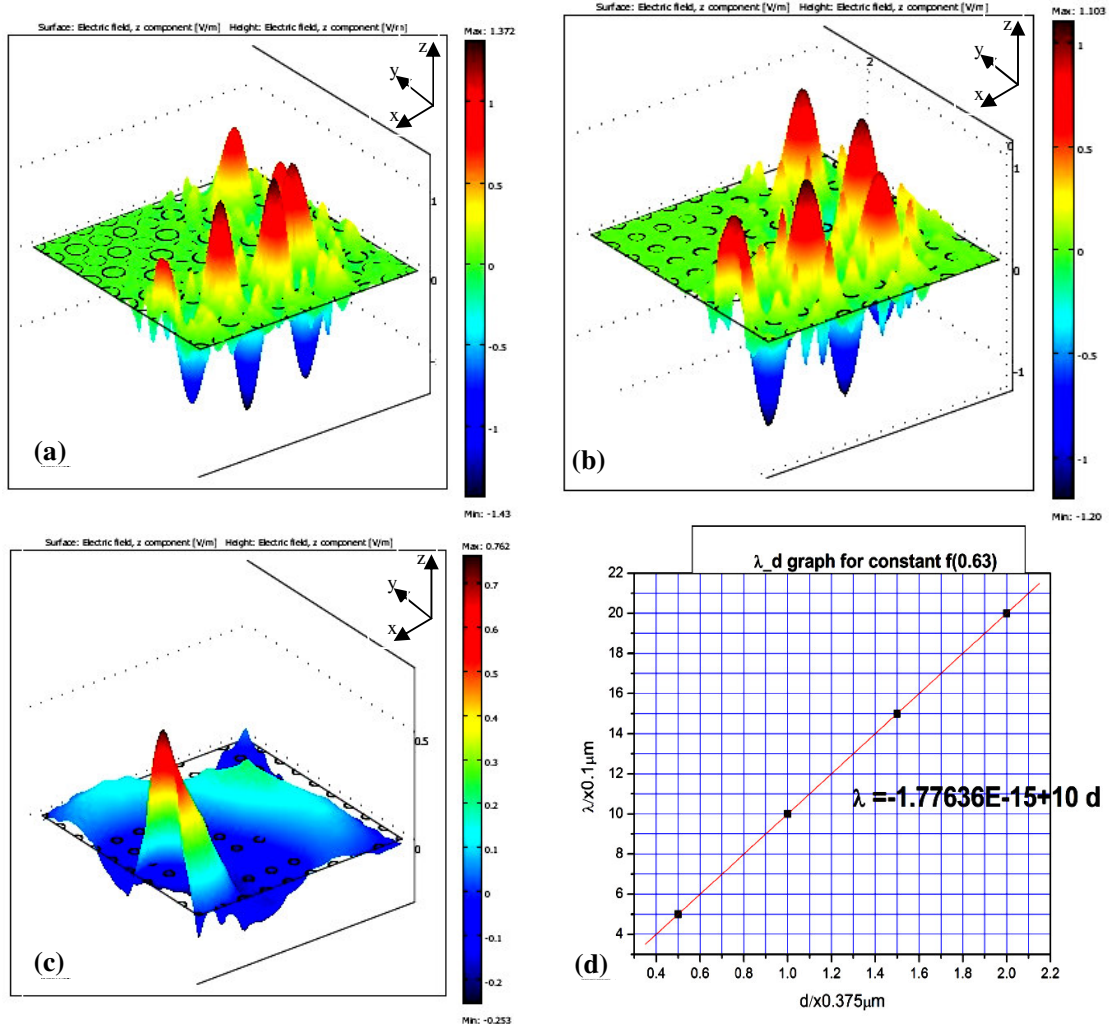 Surface: Electric field, z component [V/m] Height: Electric field, z component [V/m]
Max: 1.372
z
y
x
1
0.5
0
-0.5
-1
1
0
(a)
Min: -1.43
Surface: Electric field, z component [V/m] Height: Electric field, z component [V/m]
Max: 1.103
z
y
x
2
1
0.5
0
-0.5
-1
0
1
0
-1
(b)
Min: -1.20
Surface: Electric field, z component [V/m] Height: Electric field, z component [V/m]
Max: 0.762
z
y
x
0.7
0.6
0.5
0.4
0.3
0.2
0.1
0
-0.1
-0.2
0.5
0
(c)
Min: -0.253
λ_d graph for constant f(0.63)
22
20
18
16
14
12
10
8
6
4
λ/x0.1μm
λ =-1.77636E-15+10 d
0.4 0.6 0.8 1.0 1.2 1.4 1.6 1.8 2.0 2.2
d/x0.375μm
(d)